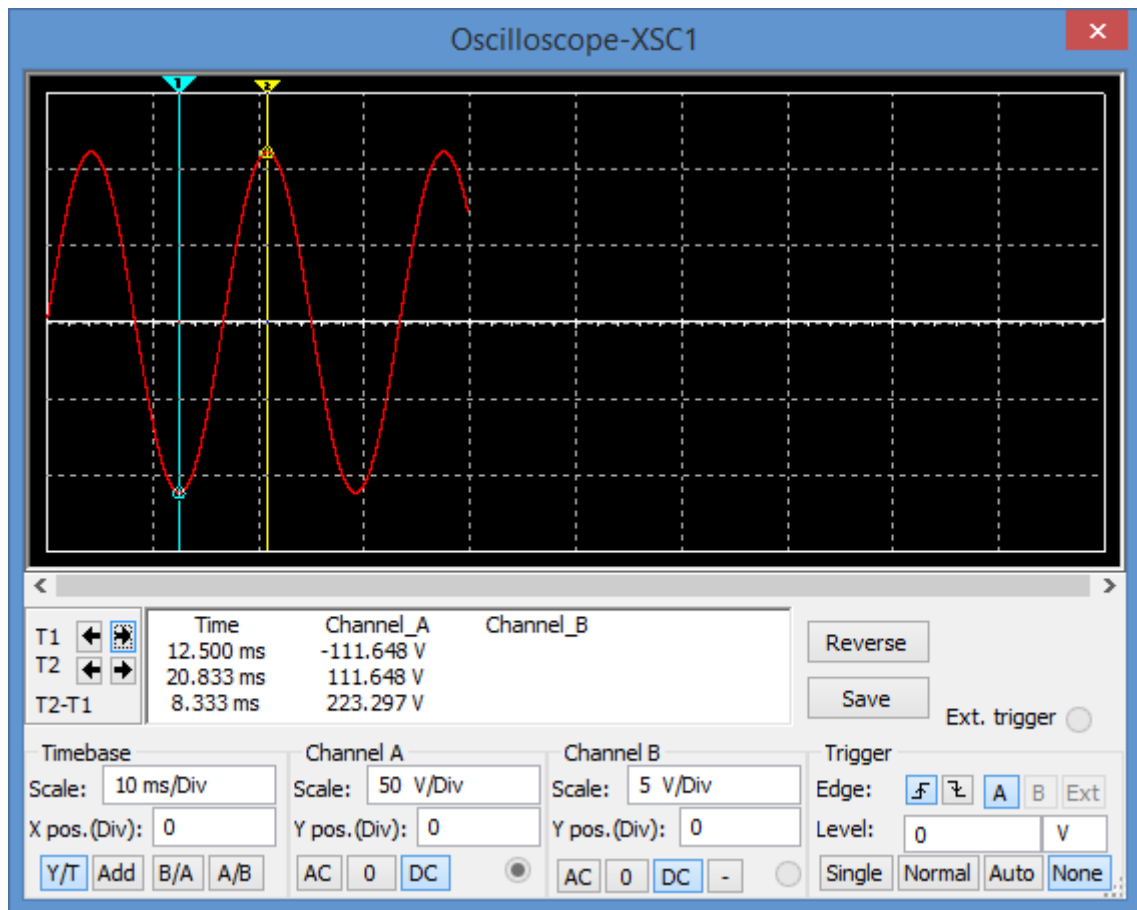 Oscilloscope-XSC1
1 2
Time Channel_A Channel_B
T1 12.500 ms -111.648 V
T2 20.833 ms 111.648 V
T2-T1 8.333 ms 223.297 V
Reverse
Save
Ext. trigger
Timebase
Scale: 10 ms/Div
X pos.(Div): 0
Y/T Add B/A A/B
Channel A
Scale: 50 V/Div
Y pos.(Div): 0
AC 0 DC
Channel B
Scale: 5 V/Div
Y pos.(Div): 0
AC 0 DC -
Trigger
Edge: A B Ext
Level: 0 V
Single Normal Auto None